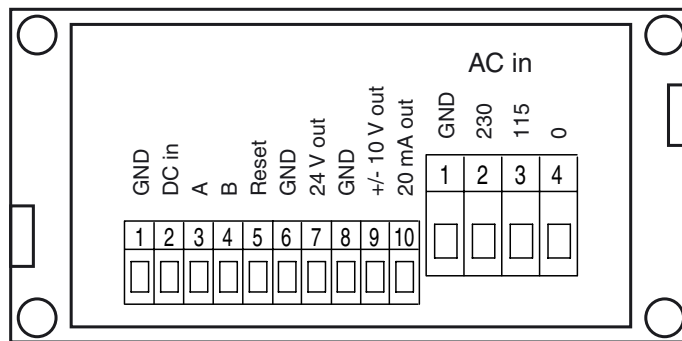 AC in
GND 230 115 0
1 2 3 4
GND DC in A B Reset GND 24 V out GND +/- 10 V out 20 mA out
1 2 3 4 5 6 7 8 9 10